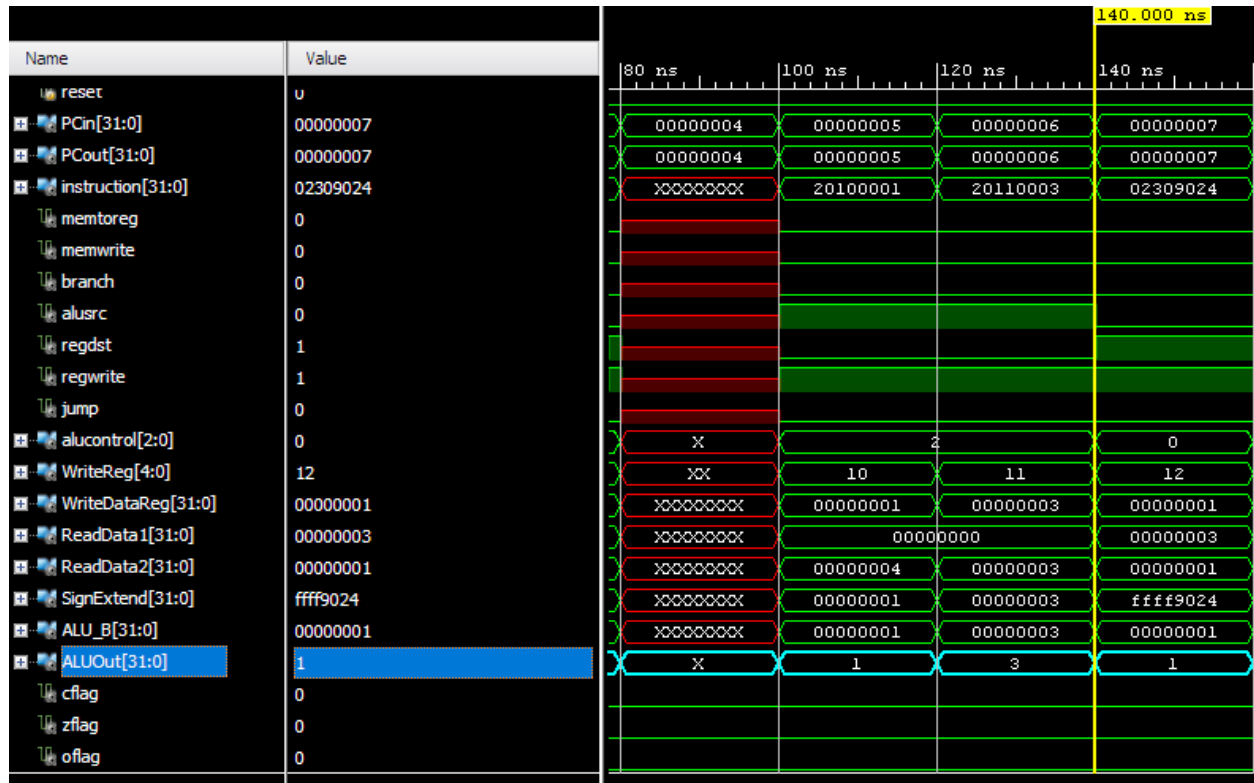 140.000 ns
Name Value
80 ns 100 ns 120 ns 140 ns
reset 0
PCin[31:0] 00000007 00000004 00000005 00000006 00000007
PCout[31:0] 00000007 00000004 00000005 00000006 00000007
instruction[31:0] 02309024 XXXXXXXX 20100001 20110003 02309024
memtoreg 0
memwrite 0
branch 0
alusrc 0
regdst 1
regwrite 1
jump 0
alucontrol[2:0] 0 X 2 0
WriteReg[4:0] 12 XX 10 11 12
WriteDataReg[31:0] 00000001 XXXXXXXX 00000001 00000003 00000001
ReadData1[31:0] 00000003 XXXXXXXX 00000000 00000003
ReadData2[31:0] 00000001 XXXXXXXX 00000004 00000003 00000001
SignExtend[31:0] ffff9024 XXXXXXXX 00000001 00000003 ffff9024
ALU_B[31:0] 00000001 XXXXXXXX 00000001 00000003 00000001
ALUOut[31:0] 1 X 1 3 1
cflag 0
zflag 0
oflag 0